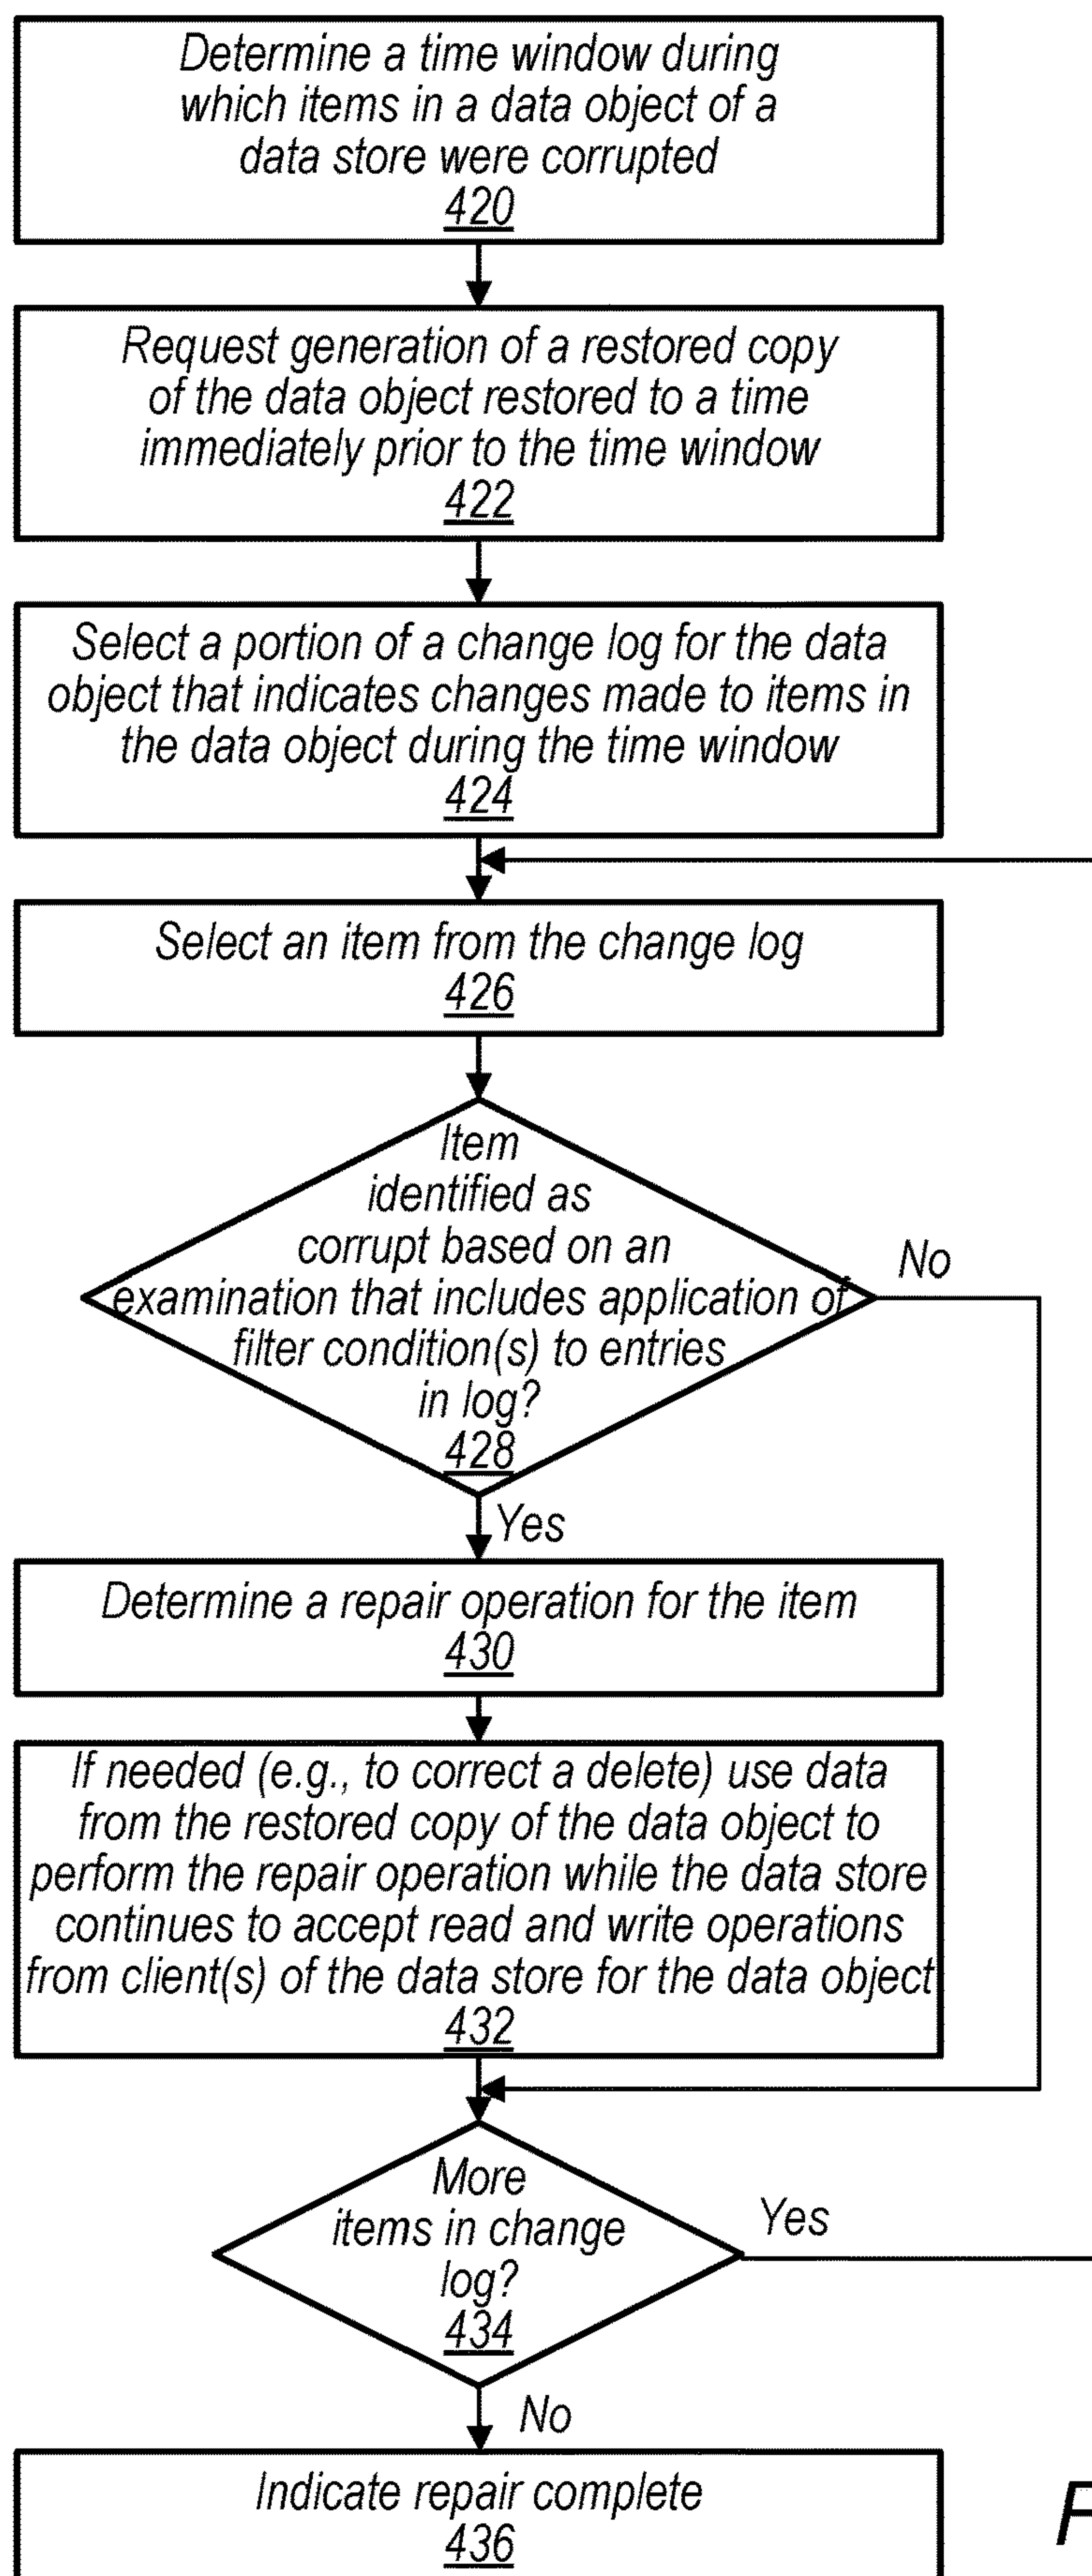 Determine a time window during
which items in a data object of a
data store were corrupted
420
Request generation of a restored copy
of the data object restored to a time
immediately prior to the time window
422
Select a portion of a change log for the data
object that indicates changes made to items in
the data object during the time window
424
Select an item from the change log
426
Item
identified as
corrupt based on an
examination that includes application of
filter condition(s) to entries
in log?
428
No
Yes
Determine a repair operation for the item
430
If needed (e.g., to correct a delete) use data
from the restored copy of the data object to
perform the repair operation while the data store
continues to accept read and write operations
from client(s) of the data store for the data object
432
More
items in change
log?
434
Yes
No
Indicate repair complete
436
F